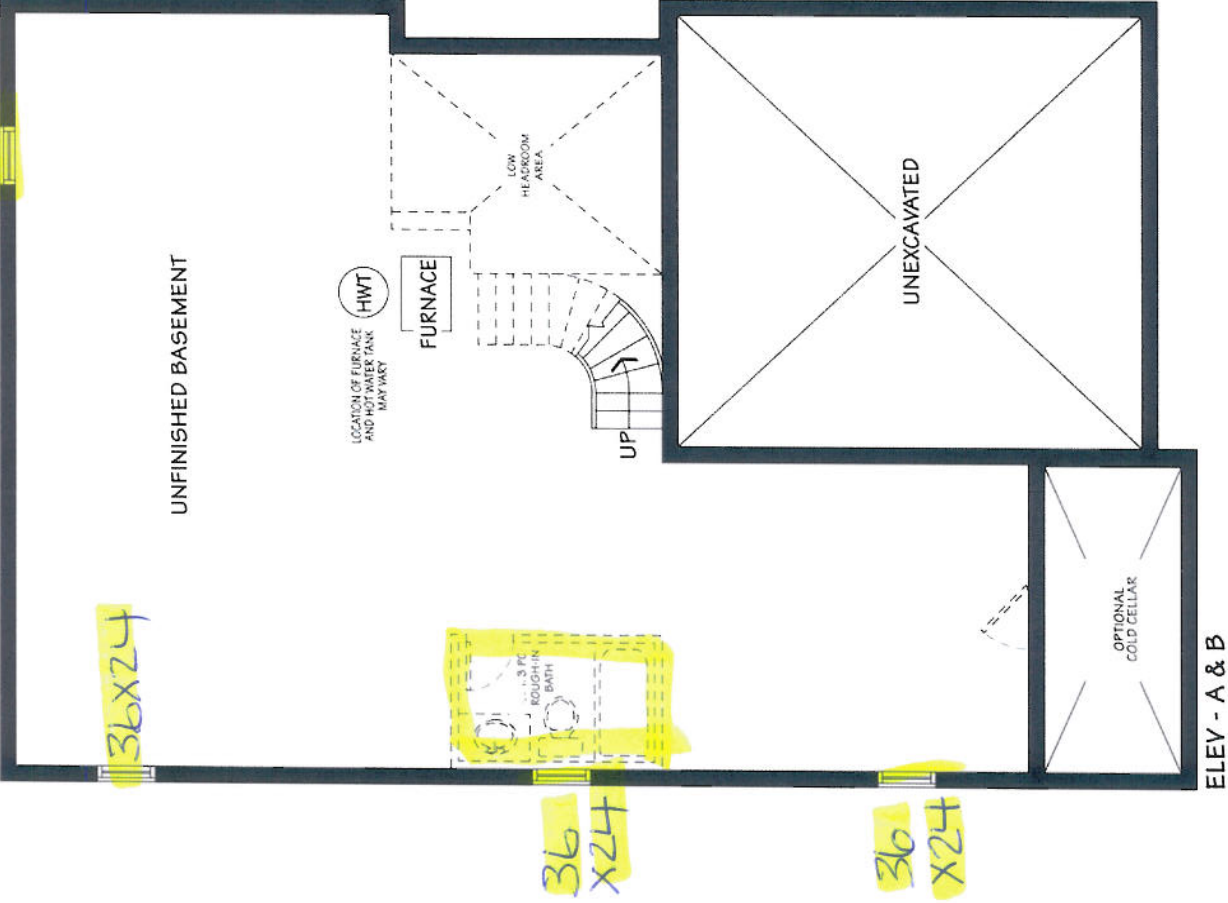 UNFINISHED BASEMENT
LOW
HEADROOM
AREA
HWT
LOCATION OF FURNACE
AND HOT WATER TANK
MAY VARY
FURNACE
UP
UNEXCAVATED
36X24
3 PC
ROUGH-IN
BATH
36
X24
36
X24
OPTIONAL
COLD CELLAR
ELEV - A & B